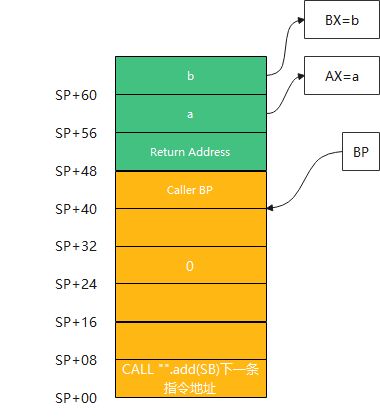 BX=b
b
AX=a
SP+60
a
SP+56
Return Address
BP
SP+48
Caller BP
SP+40
SP+32
0
SP+24
SP+16
SP+08
CALL "".add(SB)下一条
指令地址
SP+00